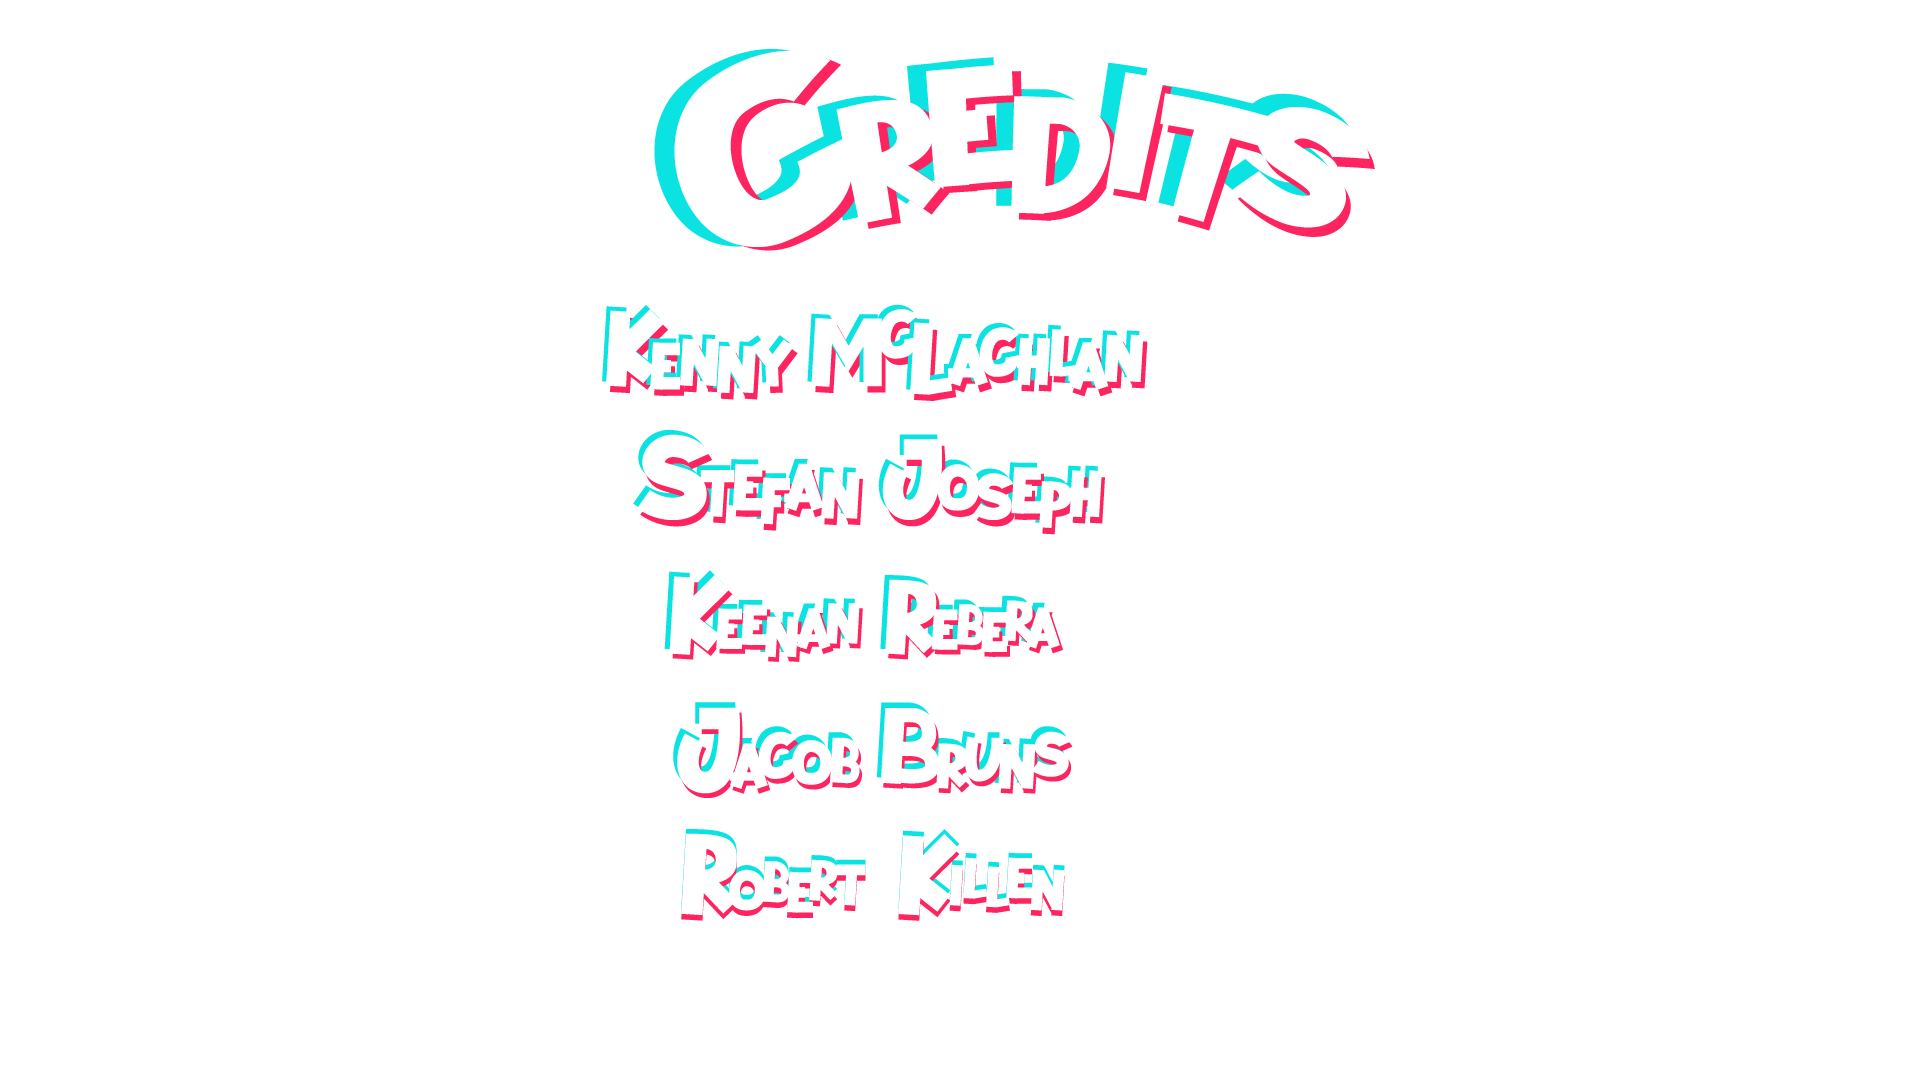 Credits
Kenny McLachlan
Stefan Joseph
Keenan Rebera
Jacob Bruns
Robert Killen